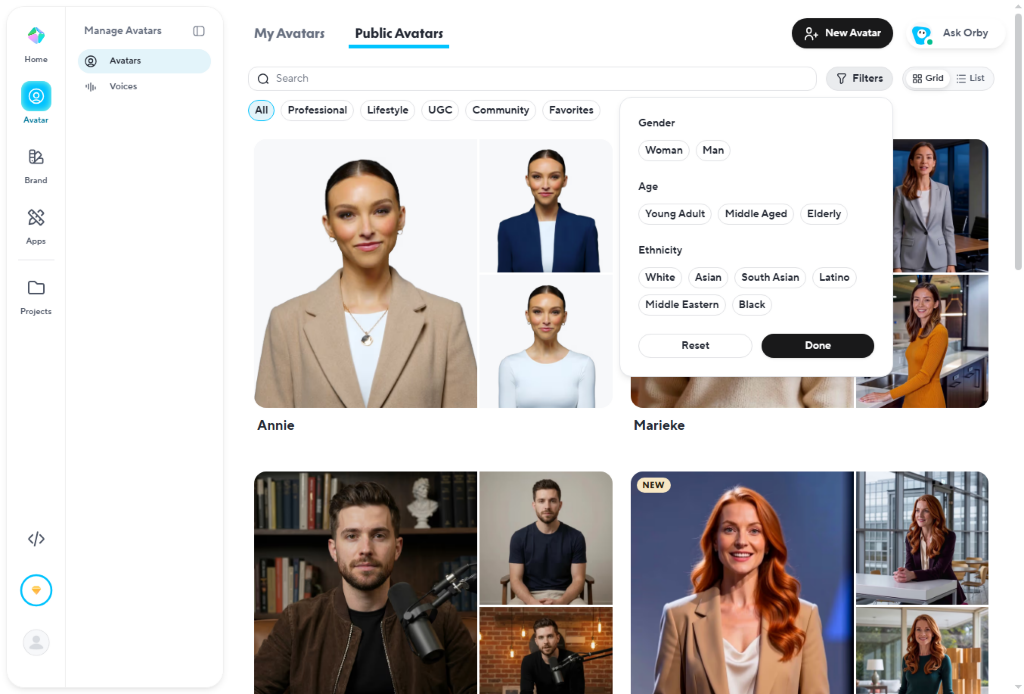 Home
Avatar
Brand
Apps
Projects
Manage Avatars
Avatars
Voices
My Avatars
Public Avatars
New Avatar
Ask Orby
Search
Filters
Grid
List
All
Professional
Lifestyle
UGC
Community
Favorites
Gender
Woman
Man
Age
Young Adult
Middle Aged
Elderly
Ethnicity
White
Asian
South Asian
Latino
Middle Eastern
Black
Reset
Done
Annie
Marieke
NEW